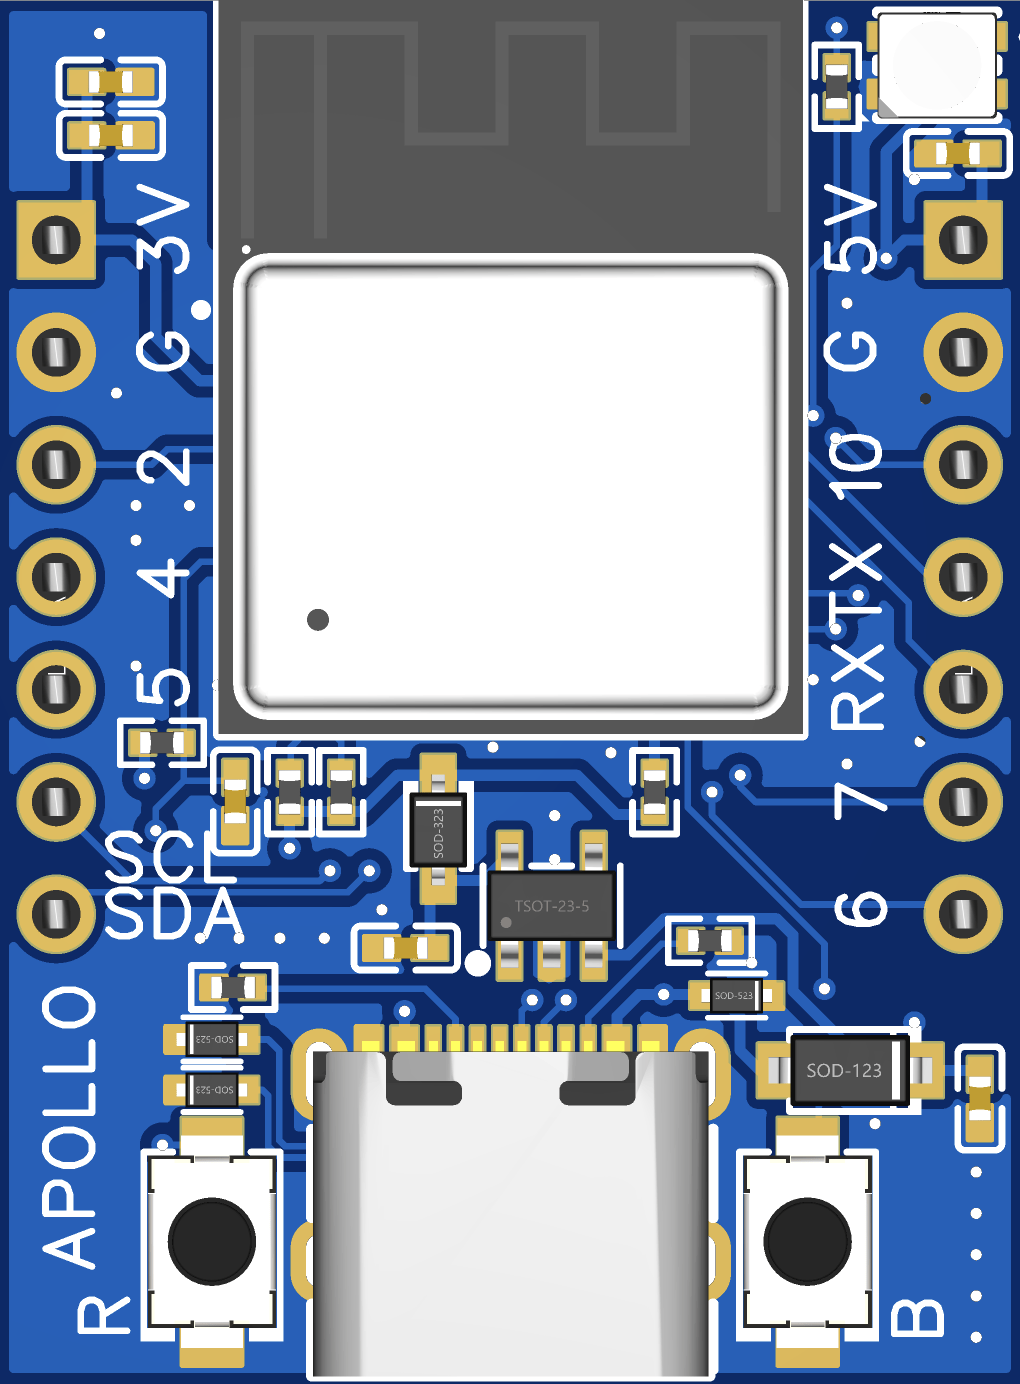 3V
G
2
4
5
SCL
SDA
5V
G
10
TX
RX
7
6
SOD-323
TSOT-23-5
SOD-523
SOD-523
SOD-523
SOD-123
APOLLO
R
B